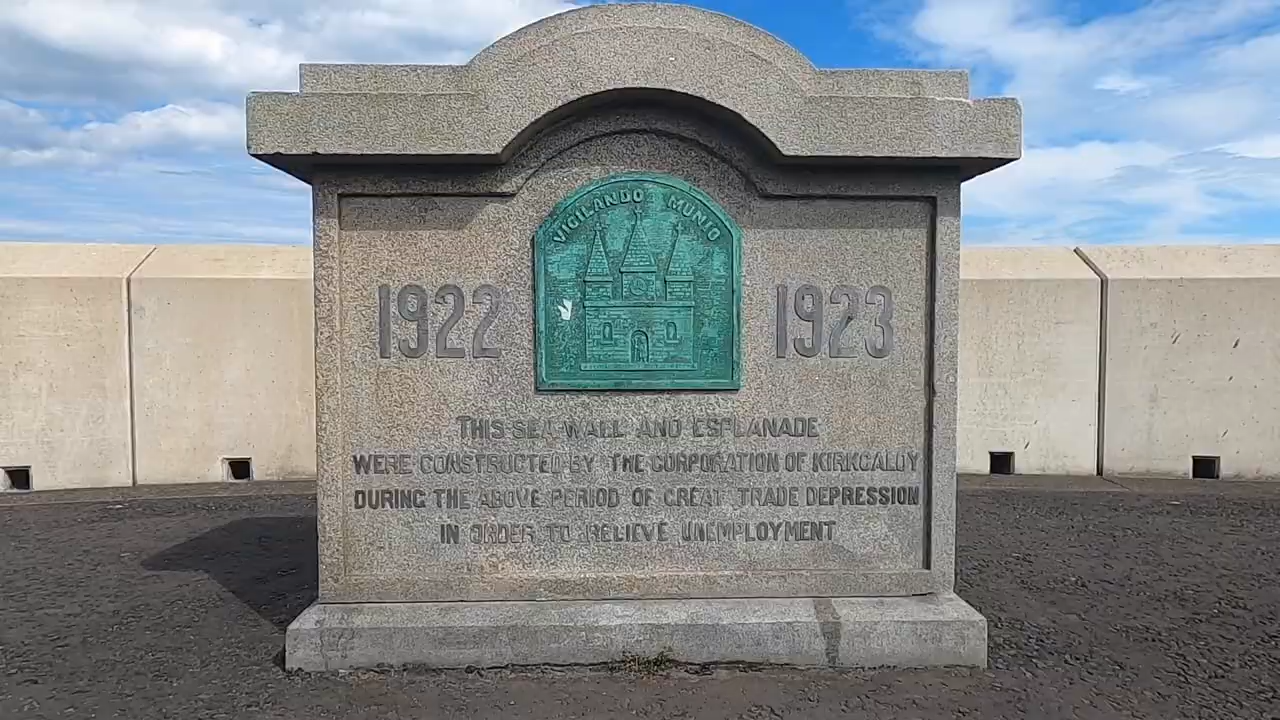 VIGILANDO MUNIO
1922 1923
THIS SEA WALL AND ESPLANADE
WERE CONSTRUCTED BY THE CORPORATION OF KIRKCALDY
DURING THE ABOVE PERIOD OF GREAT TRADE DEPRESSION
IN ORDER TO RELIEVE UNEMPLOYMENT